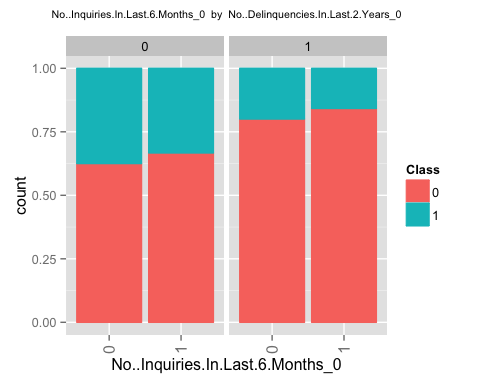 No..Inquiries.In.Last.6.Months_0 by No..Delinquencies.In.Last.2.Years_0
0 1
1.00
0.75
0.50
0.25
0.00
count
0 1 0 1
No..Inquiries.In.Last.6.Months_0
Class
0
1